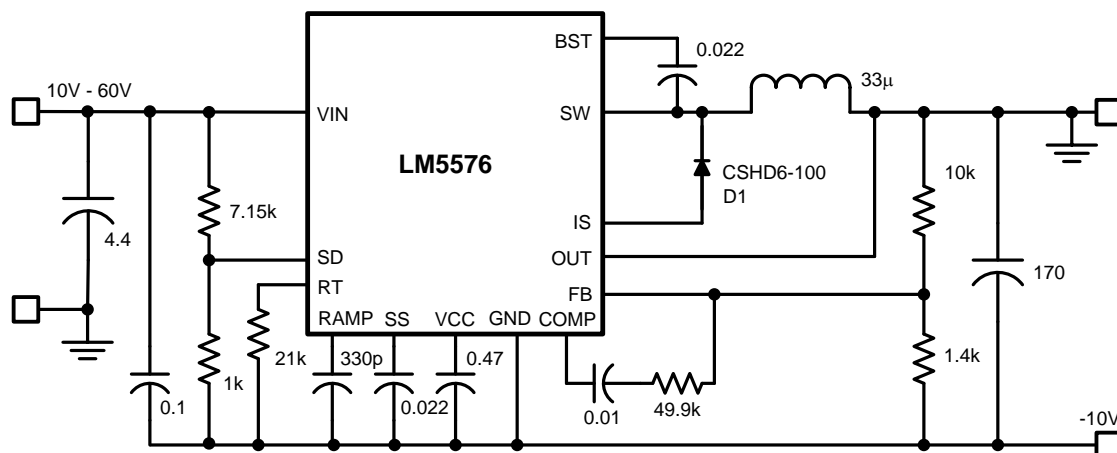 BST
0.022
10V - 60V
33μ
VIN
SW
LM5576
CSHD6-100
D1
10k
7.15k
IS
4.4
SD
OUT
170
RT
FB
RAMP
SS
VCC
GND
COMP
21k
330p
0.47
1.4k
1k
0.1
0.022
0.01
49.9k
-10V